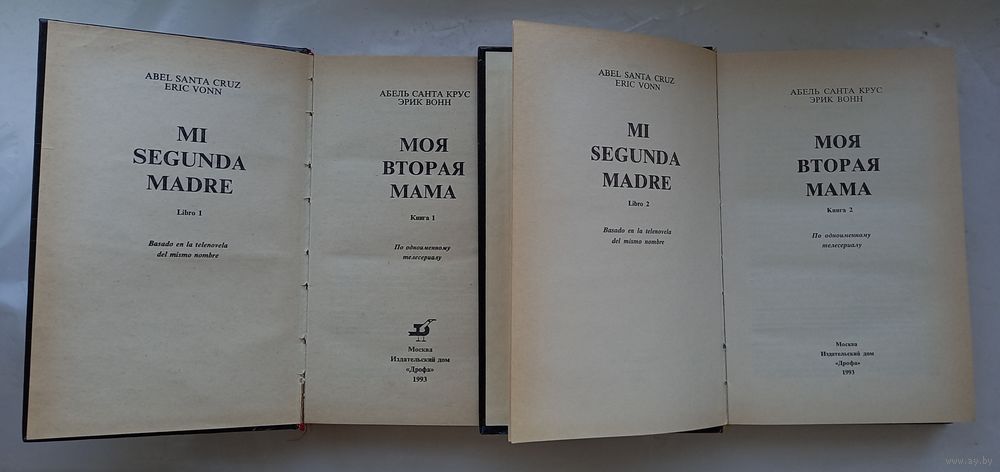 ABEL SANTA CRUZ
ERIC VONN
MI
SEGUNDA
MADRE
Libro 1
Basado en la telenovela
del mismo nombre
АБЕЛЬ САНТА КРУС
ЭРИК ВОНН
МОЯ
ВТОРАЯ
МАМА
Книга 1
По одноименному
телесериалу
Москва
Издательский дом
«Дрофа»
1993
ABEL SANTA CRUZ
ERIC VONN
MI
SEGUNDA
MADRE
Libro 2
Basado en la telenovela
del mismo nombre
АБЕЛЬ САНТА КРУС
ЭРИК ВОНН
МОЯ
ВТОРАЯ
МАМА
Книга 2
По одноименному
телесериалу
Москва
Издательский дом
«Дрофа»
1993
www.ay.by